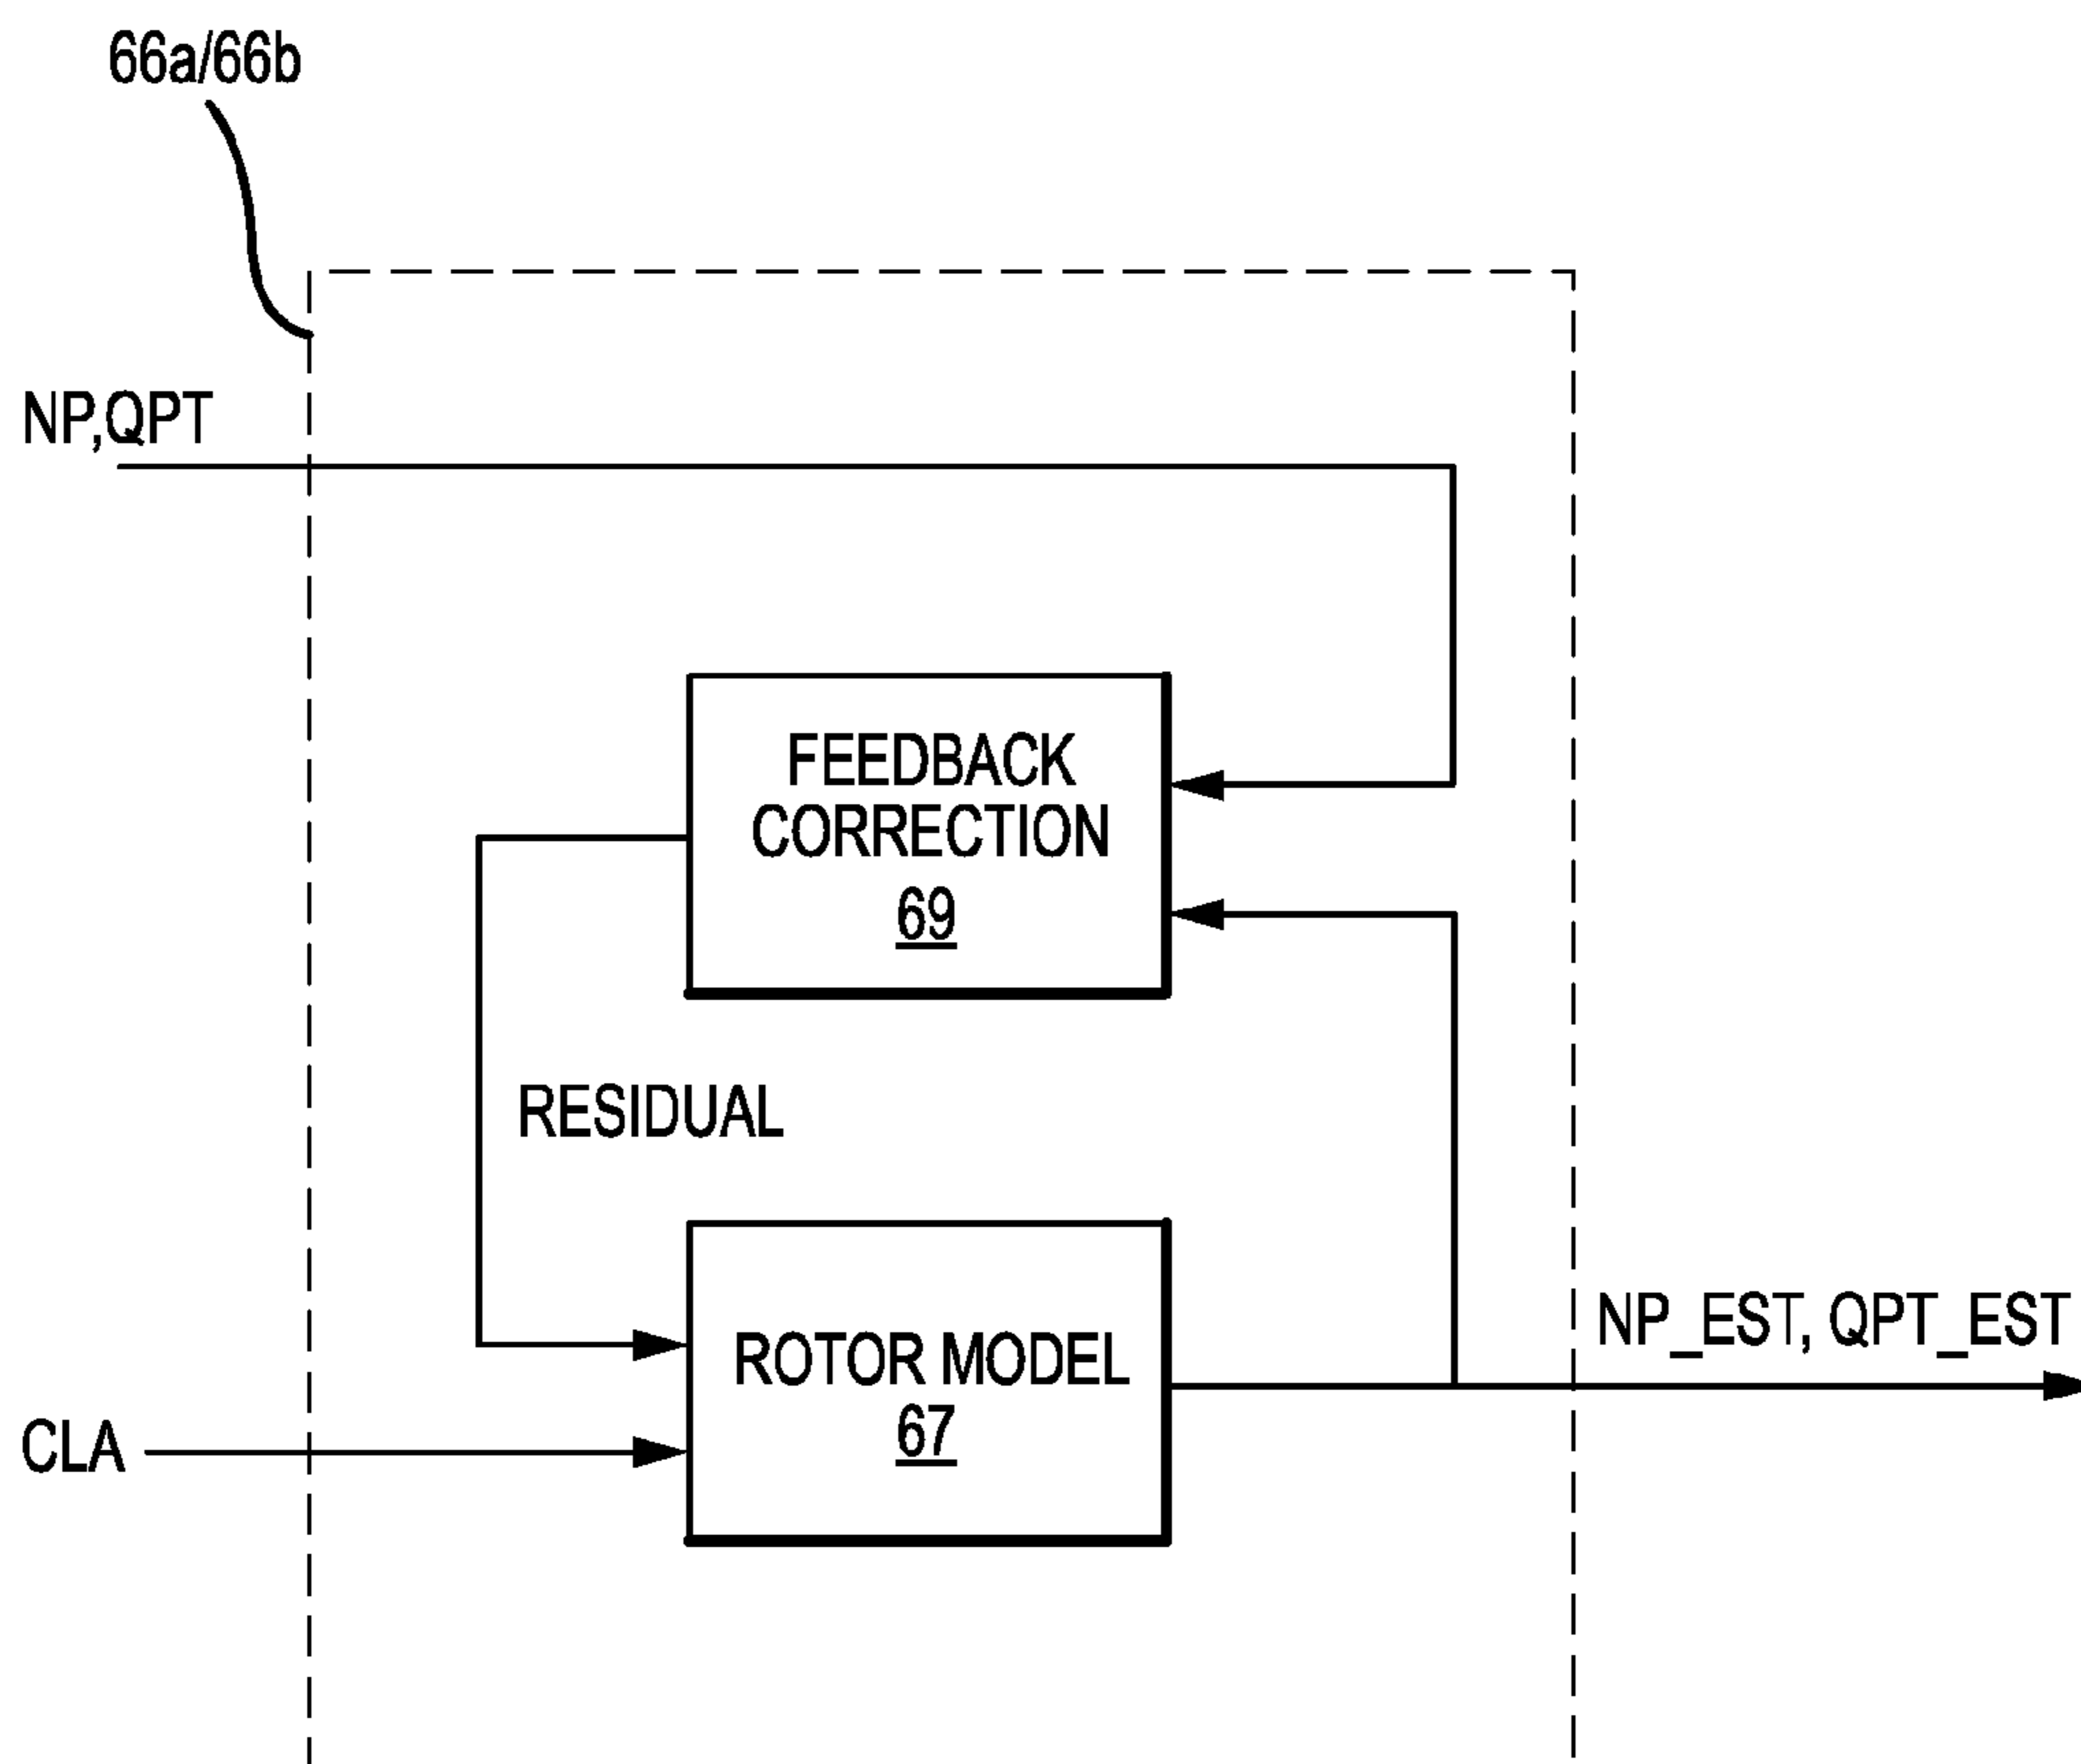 66a/66b
NP,QPT
FEEDBACK
CORRECTION
69
RESIDUAL
NP_EST, QPT_EST
ROTOR MODEL
67
CLA